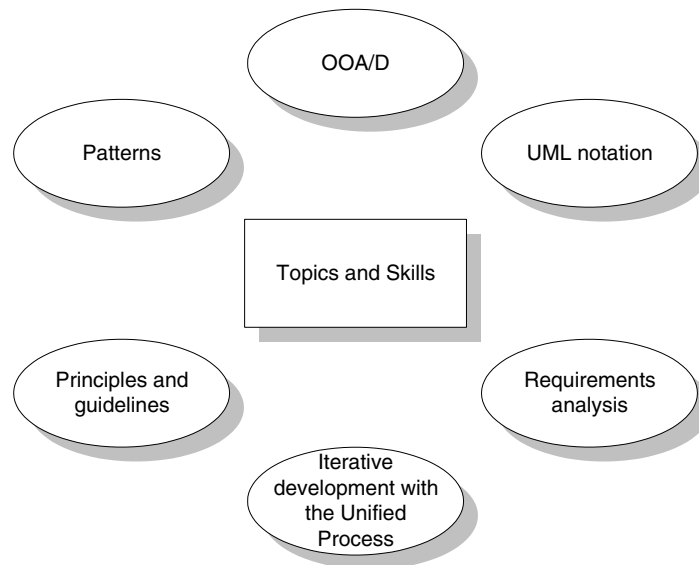 OOA/D
Patterns
UML notation
Topics and Skills
Principles and
guidelines
Requirements
analysis
Iterative
development with
the Unified
Process